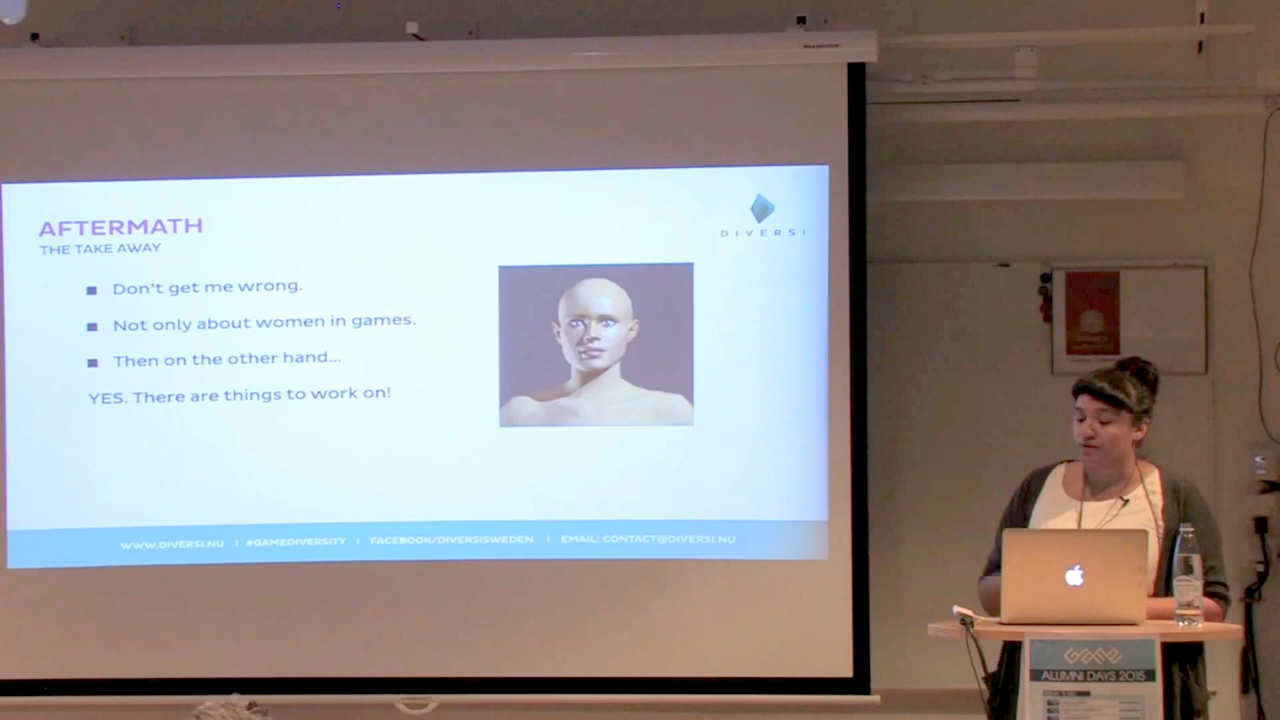 AFTERMATH
THE TAKE AWAY
DIVERSI
Don't get me wrong.
Not only about women in games.
Then on the other hand...
YES. There are things to work on!
WWW.DIVERSI.NU | #GAMEDIVERSITY | FACEBOOK/DIVERSISWEDEN | EMAIL: CONTACT@DIVERSI.NU
GAME
ALUMNI DAYS 2015